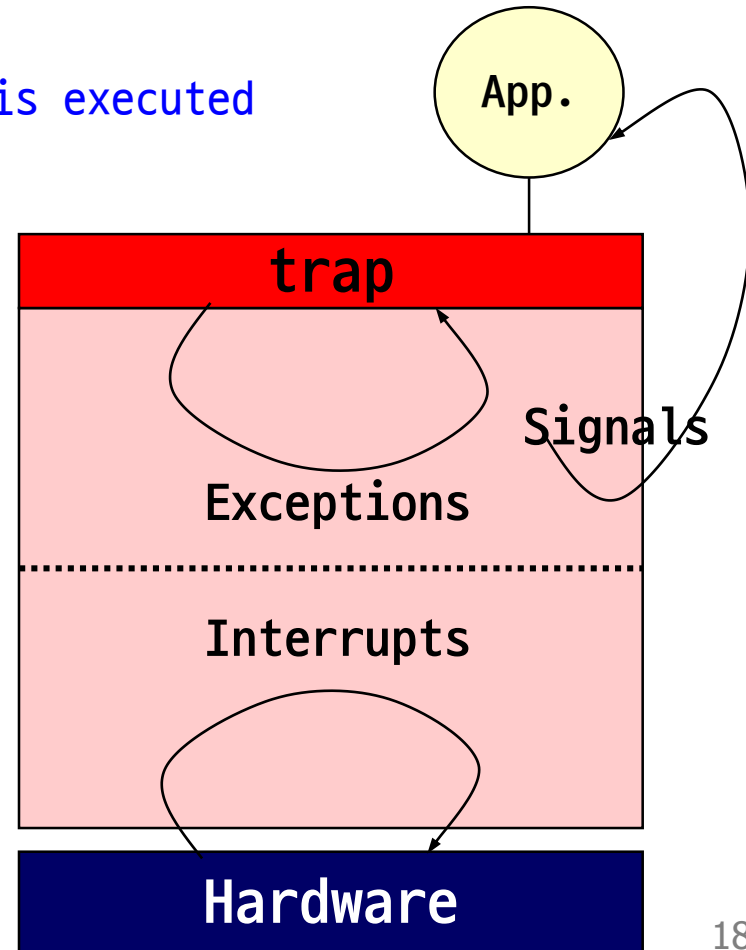 App.
is executed
trap
Signals
Exceptions
Interrupts
Hardware
18